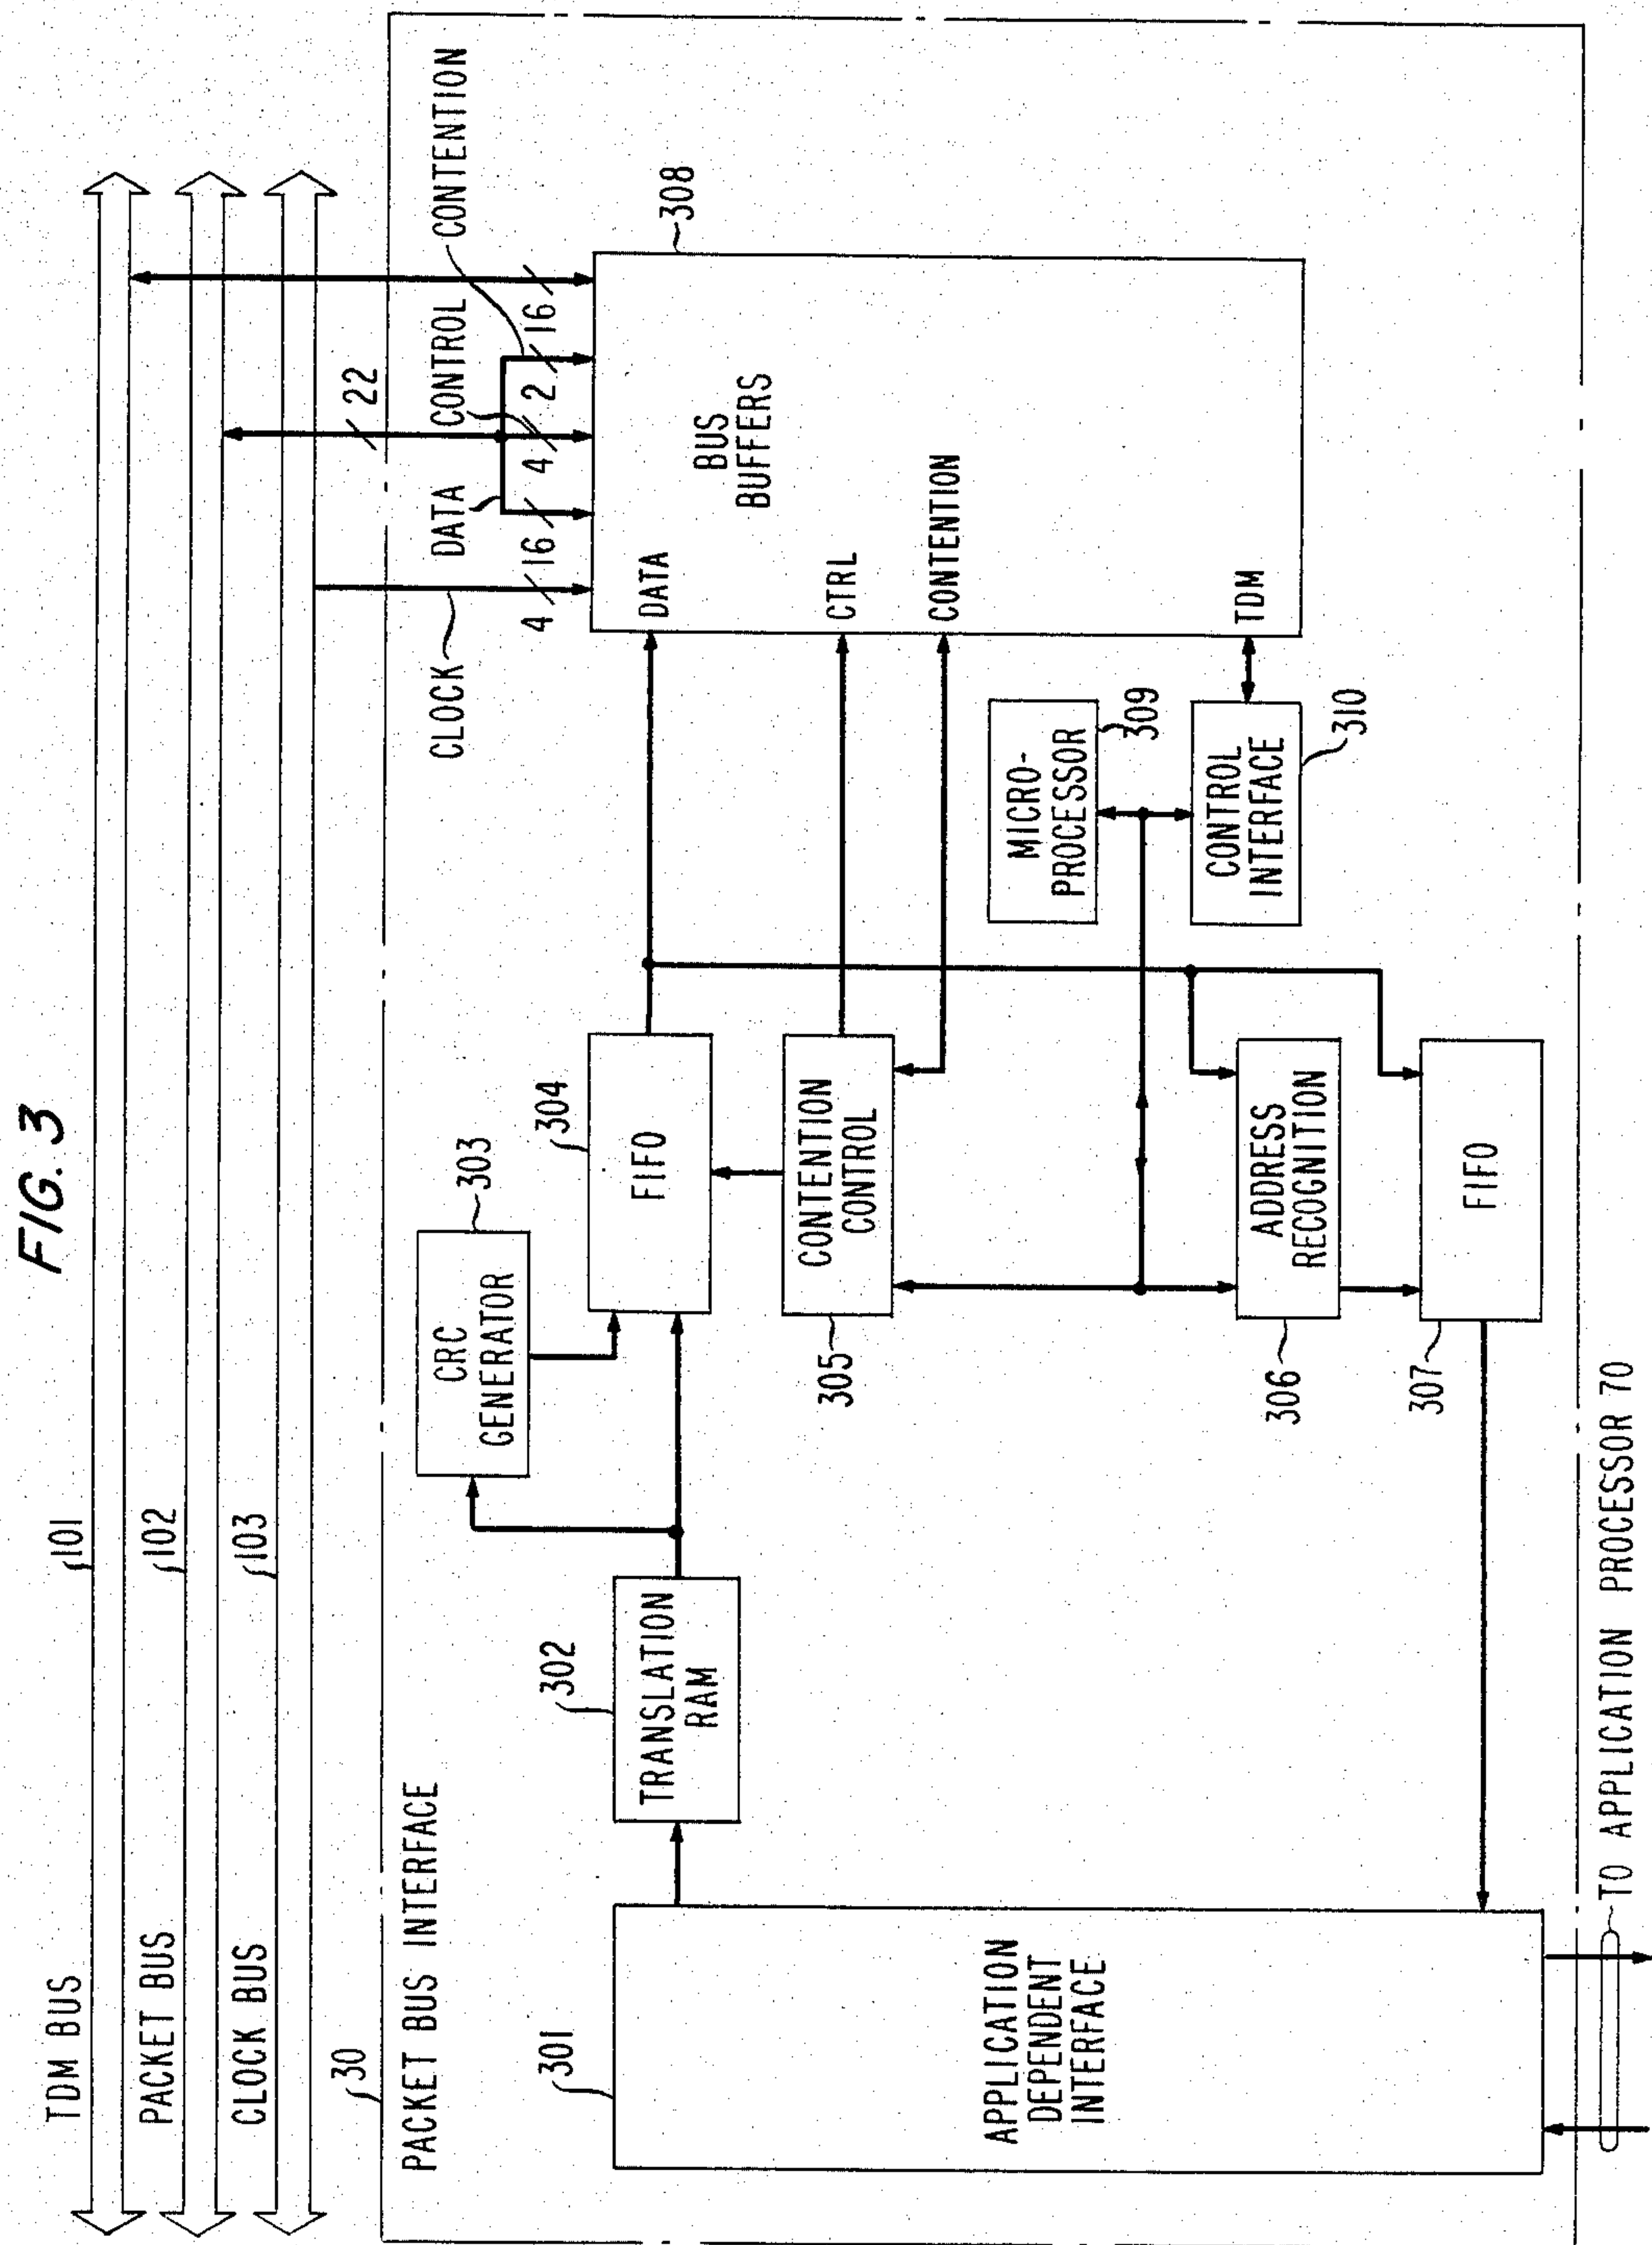 FIG. 3
TDM BUS
101
PACKET BUS
102
CLOCK BUS
103
30
PACKET BUS INTERFACE
22
CLOCK
DATA
CONTROL
CONTENTION
4
16
4
2
16
308
BUS
BUFFERS
DATA
CTRL
CONTENTION
TDM
301
APPLICATION
DEPENDENT
INTERFACE
302
TRANSLATION
RAM
303
CRC
GENERATOR
304
FIFO
305
CONTENTION
CONTROL
MICRO-
PROCESSOR
309
CONTROL
INTERFACE
310
306
ADDRESS
RECOGNITION
307
FIFO
TO APPLICATION PROCESSOR 70